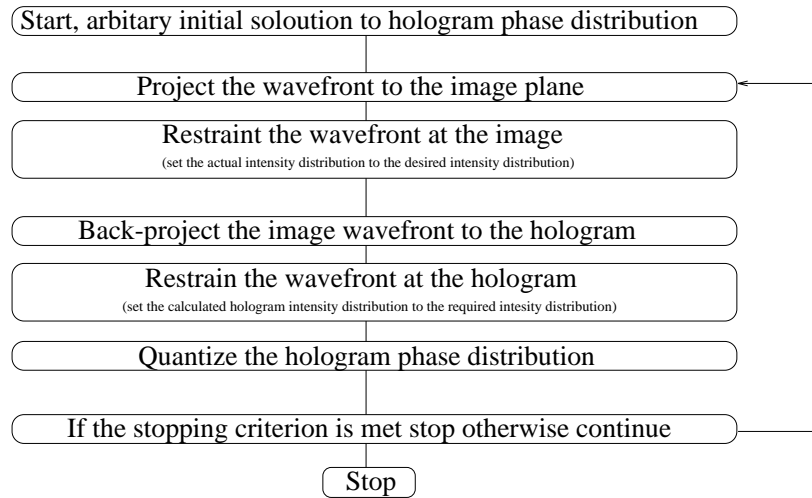 Start, arbitary initial soloution to hologram phase distribution
Project the wavefront to the image plane
Restraint the wavefront at the image
(set the actual intensity distribution to the desired intensity distribution)
Back-project the image wavefront to the hologram
Restrain the wavefront at the hologram
(set the calculated hologram intensity distribution to the required intesity distribution)
Quantize the hologram phase distribution
If the stopping criterion is met stop otherwise continue
Stop